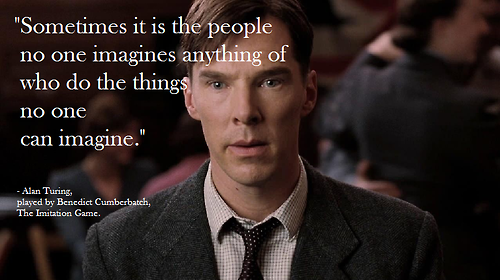 "Sometimes it is the people
no one imagines anything of
who do the things
no one
can imagine."
- Alan Turing,
played by Benedict Cumberbatch,
The Imitation Game.